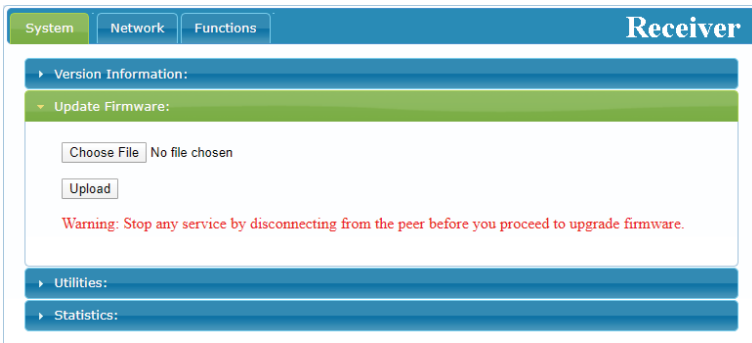 System Network Functions Receiver
Version Information:
Update Firmware:
Choose File No file chosen
Upload
Warning: Stop any service by disconnecting from the peer before you proceed to upgrade firmware.
Utilities:
Statistics: